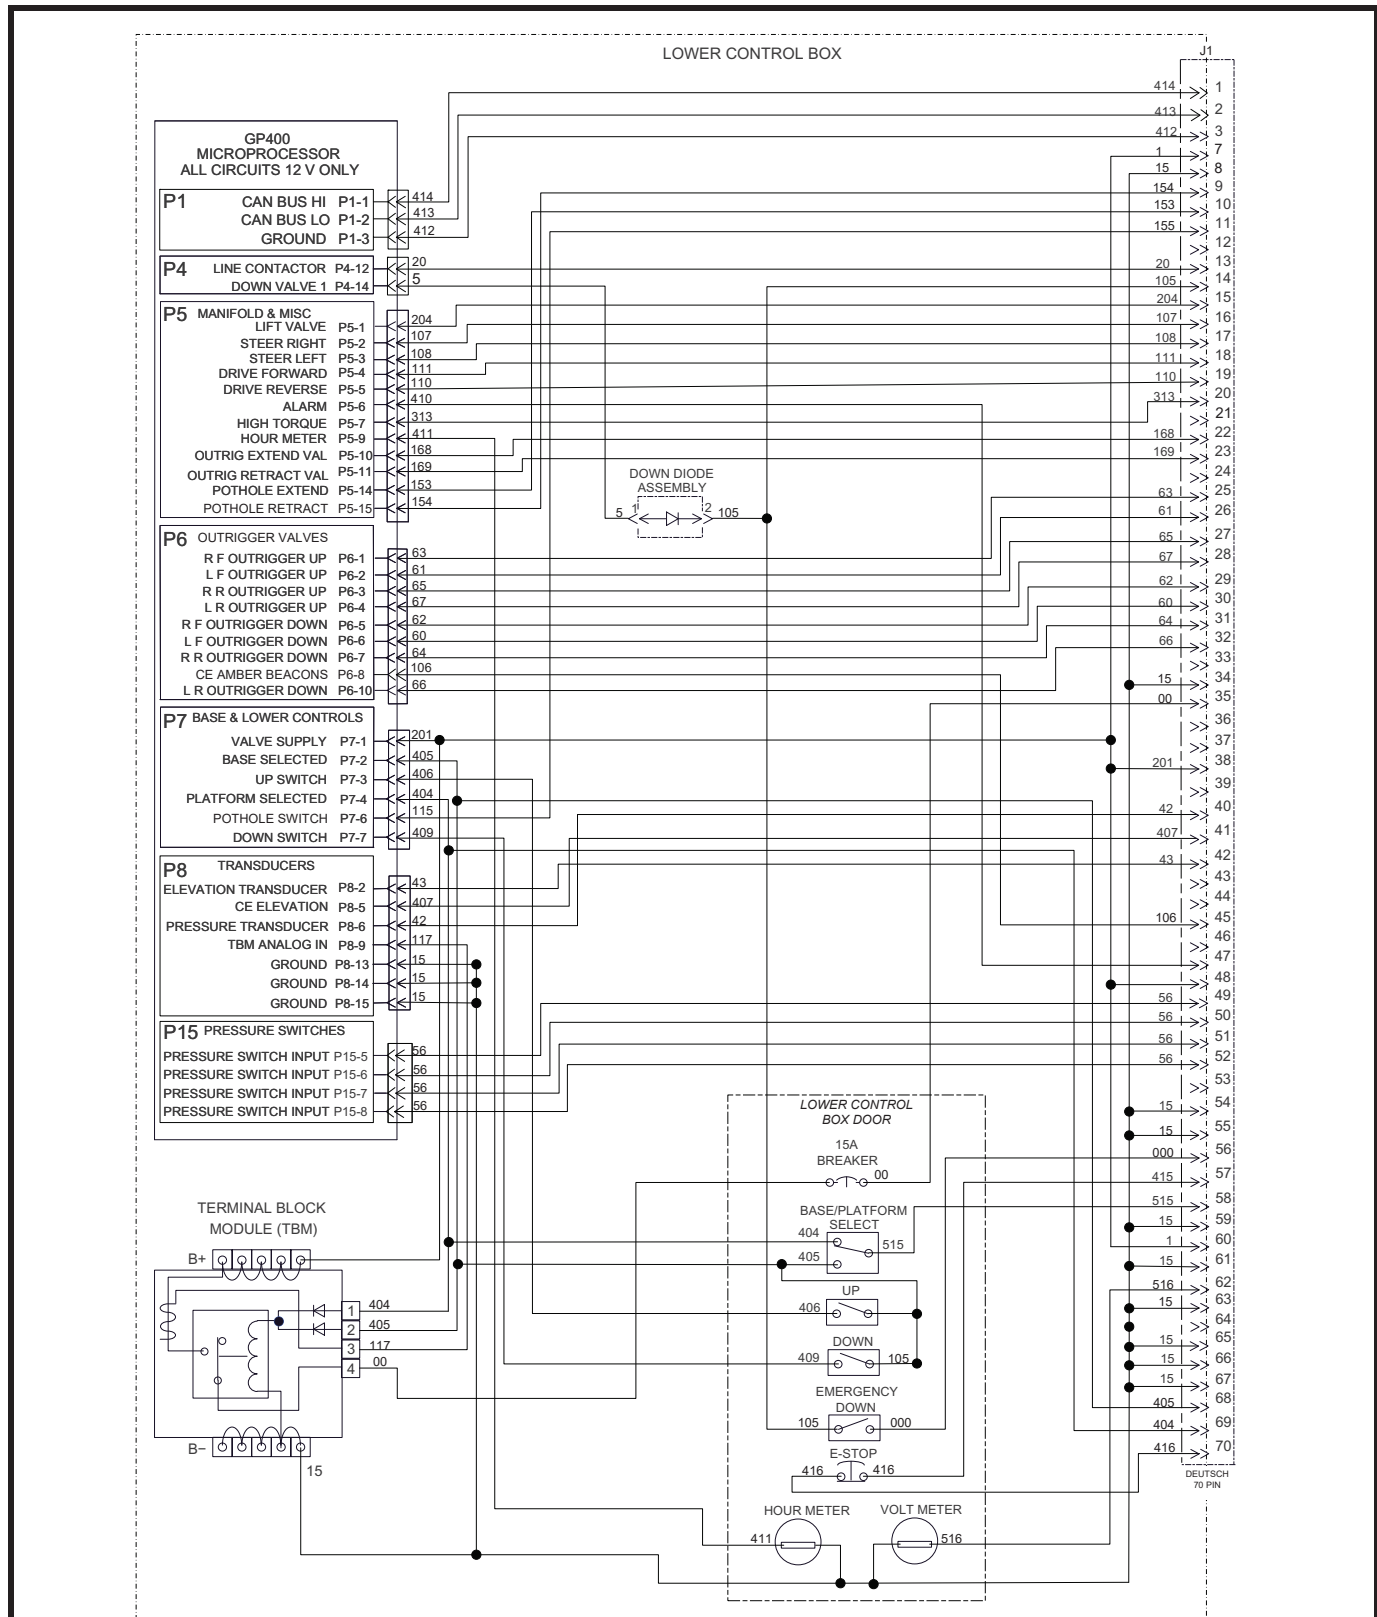 LOWER CONTROL BOX
J1
GP400
MICROPROCESSOR
ALL CIRCUITS 12 V ONLY
P1
CAN BUS HI P1-1 414
CAN BUS LO P1-2 413
GROUND P1-3 412
P4
LINE CONTACTOR P4-12 20
DOWN VALVE 1 P4-14 5
P5 MANIFOLD & MISC
LIFT VALVE P5-1 204
STEER RIGHT P5-2 107
STEER LEFT P5-3 108
DRIVE FORWARD P5-4 111
DRIVE REVERSE P5-5 110
ALARM P5-6 410
HIGH TORQUE P5-7 313
HOUR METER P5-9 411
OUTRIG EXTEND VAL P5-10 168
OUTRIG RETRACT VAL P5-11 169
POTHOLE EXTEND P5-14 153
POTHOLE RETRACT P5-15 154
P6 OUTRIGGER VALVES
R F OUTRIGGER UP P6-1 63
L F OUTRIGGER UP P6-2 61
R R OUTRIGGER UP P6-3 65
L R OUTRIGGER UP P6-4 67
R F OUTRIGGER DOWN P6-5 62
L F OUTRIGGER DOWN P6-6 60
R R OUTRIGGER DOWN P6-7 64
CE AMBER BEACONS P6-8 106
L R OUTRIGGER DOWN P6-10 66
P7 BASE & LOWER CONTROLS
VALVE SUPPLY P7-1 201
BASE SELECTED P7-2 405
UP SWITCH P7-3 406
PLATFORM SELECTED P7-4 404
POTHOLE SWITCH P7-6 115
DOWN SWITCH P7-7 409
P8 TRANSDUCERS
ELEVATION TRANSDUCER P8-2 43
CE ELEVATION P8-5 407
PRESSURE TRANSDUCER P8-6 42
TBM ANALOG IN P8-9 117
GROUND P8-13 15
GROUND P8-14 15
GROUND P8-15 15
P15 PRESSURE SWITCHES
PRESSURE SWITCH INPUT P15-5 56
PRESSURE SWITCH INPUT P15-6 56
PRESSURE SWITCH INPUT P15-7 56
PRESSURE SWITCH INPUT P15-8 56
DOWN DIODE
ASSEMBLY
5 1 2 105
TERMINAL BLOCK
MODULE (TBM)
B+
1 404
2 405
3 117
4 00
B−
15
LOWER CONTROL
BOX DOOR
15A
BREAKER
00
BASE/PLATFORM
SELECT
404
515
405
UP
406
DOWN
409 105
EMERGENCY
DOWN
105 000
E-STOP
416 416
HOUR METER
411
VOLT METER
516
414 1
413 2
412 3
1 7
15 8
154 9
153 10
155 11
12
20 13
105 14
204 15
107 16
108 17
111 18
110 19
313 20
21
168 22
169 23
24
63 25
61 26
65 27
67 28
62 29
60 30
64 31
66 32
33
15 34
00 35
36
37
201 38
39
42 40
407 41
43 42
43
44
106 45
46
47
48
56 49
56 50
56 51
56 52
53
15 54
15 55
000 56
415 57
515 58
15 59
1 60
15 61
516 62
15 63
64
15 65
15 66
15 67
405 68
404 69
416 70
DEUTSCH
70 PIN